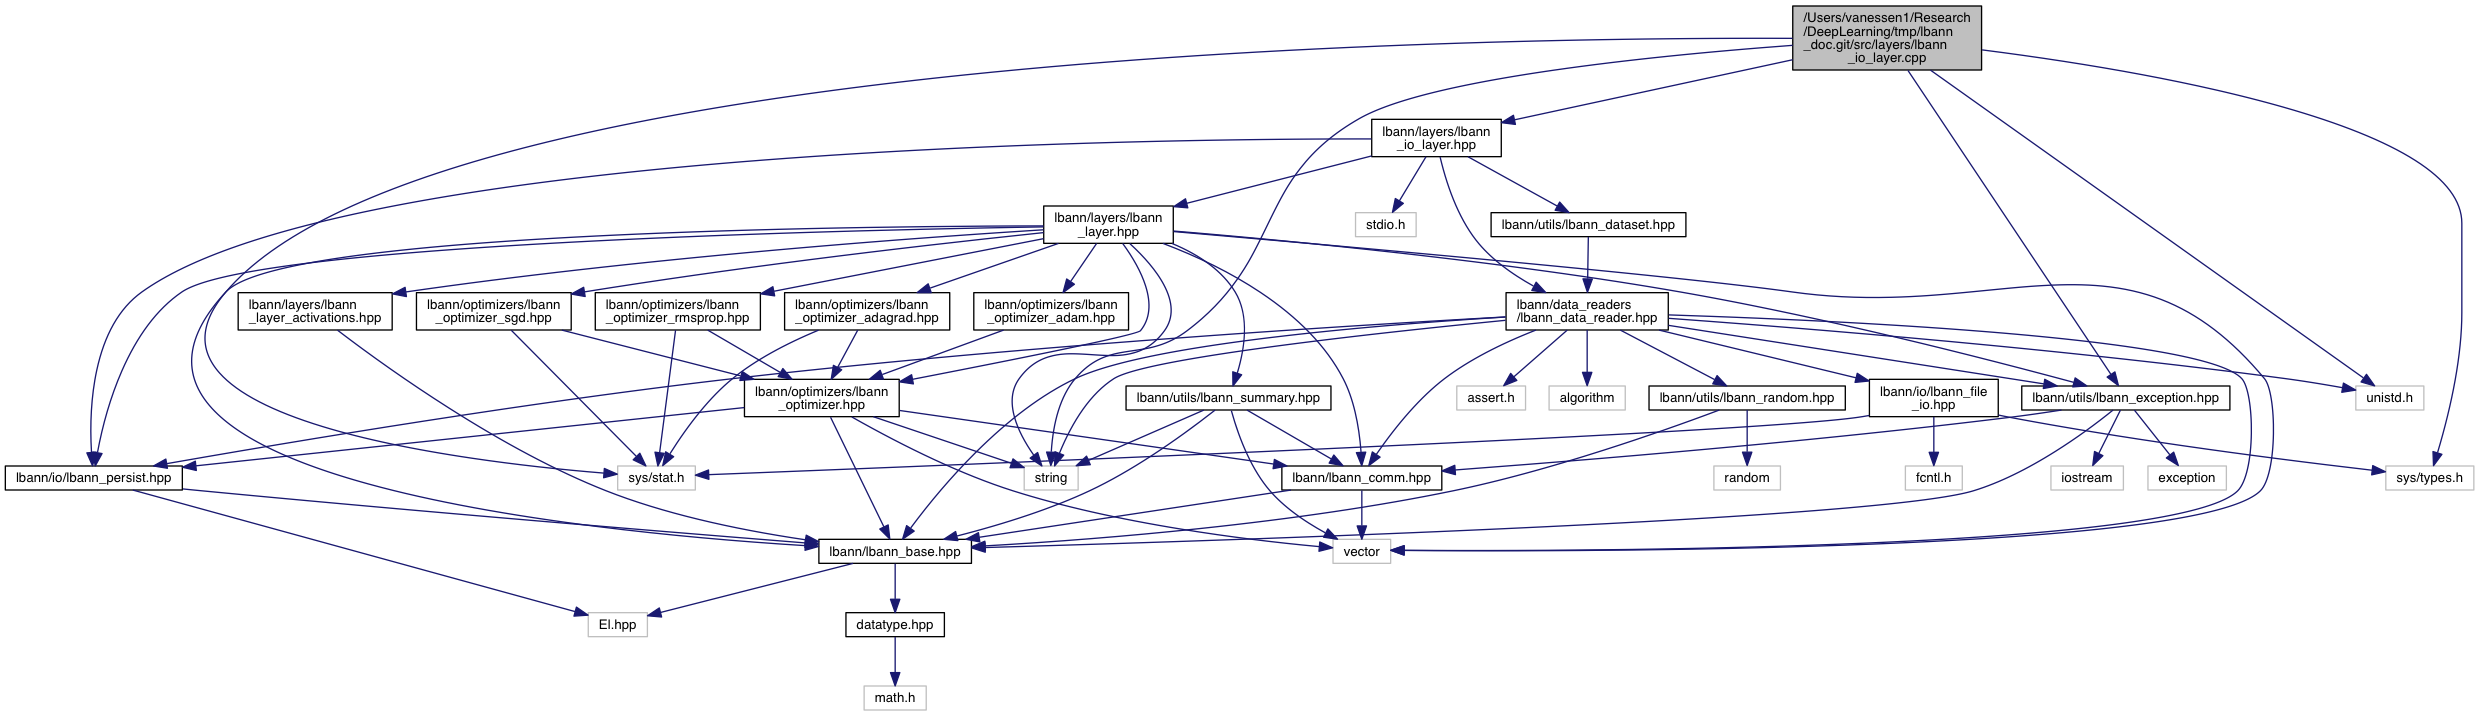 /Users/vanessen1/Research
/DeepLearning/tmp/lbann
_doc.git/src/layers/lbann
_io_layer.cpp
lbann/layers/lbann
_io_layer.hpp
lbann/layers/lbann
_layer.hpp
stdio.h
lbann/utils/lbann_dataset.hpp
lbann/layers/lbann
_layer_activations.hpp
lbann/optimizers/lbann
_optimizer_sgd.hpp
lbann/optimizers/lbann
_optimizer_rmsprop.hpp
lbann/optimizers/lbann
_optimizer_adagrad.hpp
lbann/optimizers/lbann
_optimizer_adam.hpp
lbann/data_readers
/lbann_data_reader.hpp
lbann/optimizers/lbann
_optimizer.hpp
lbann/utils/lbann_summary.hpp
assert.h
algorithm
lbann/utils/lbann_random.hpp
lbann/io/lbann_file
_io.hpp
lbann/utils/lbann_exception.hpp
unistd.h
lbann/io/lbann_persist.hpp
sys/stat.h
string
lbann/lbann_comm.hpp
random
fcntl.h
iostream
exception
sys/types.h
lbann/lbann_base.hpp
vector
El.hpp
datatype.hpp
math.h